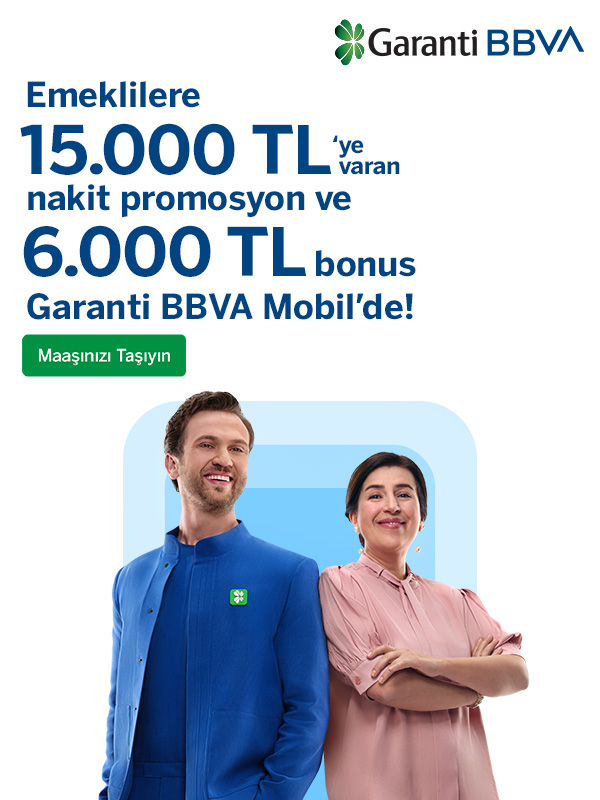 Garanti BBVA
Emeklilere
15.000 TL'ye varan
nakit promosyon ve
6.000 TL bonus
Garanti BBVA Mobil'de!
Maaşınızı Taşıyın